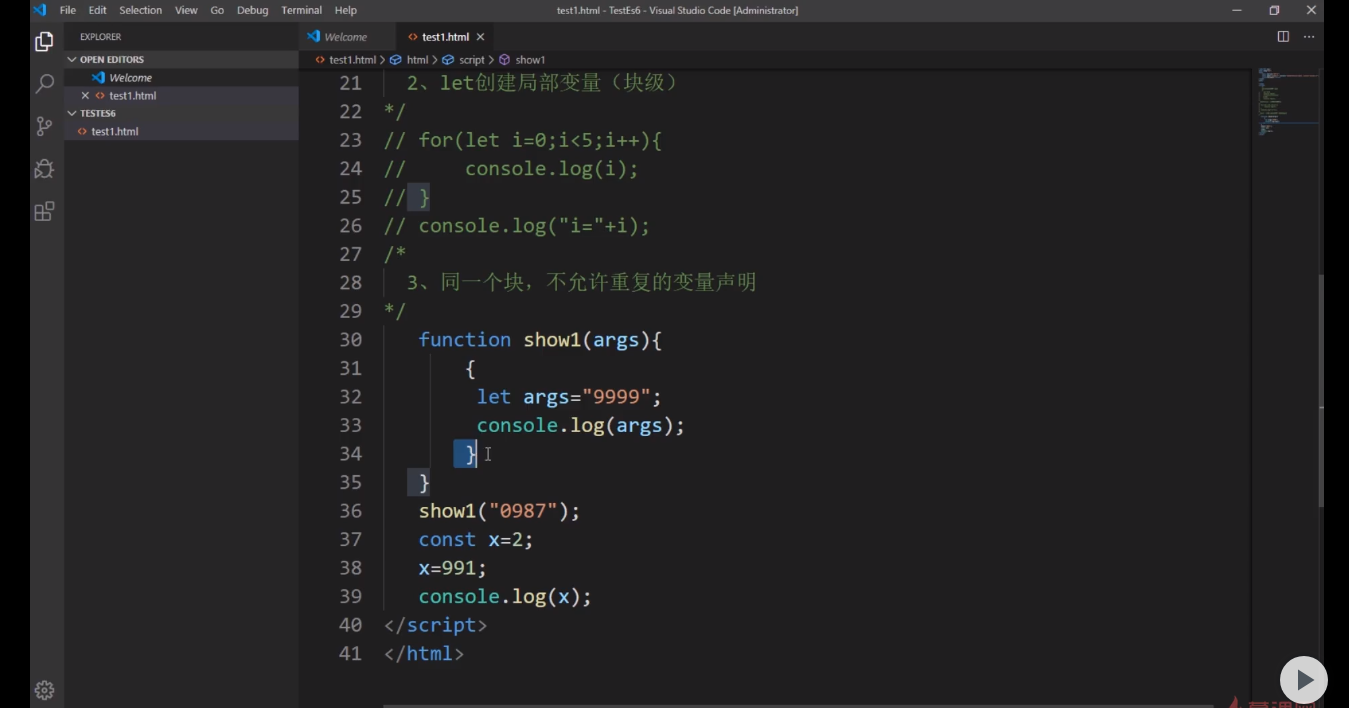 File Edit Selection View Go Debug Terminal Help
test1.html - TestEs6 - Visual Studio Code [Administrator]
EXPLORER
OPEN EDITORS
Welcome
test1.html
TESTES6
test1.html
Welcome
test1.html
test1.html > html > script > show1
21 2、let创建局部变量（块级）
22 */
23 // for(let i=0;i<5;i++){
24 // console.log(i);
25 // }
26 // console.log("i="+i);
27 /*
28 3、同一个块，不允许重复的变量声明
29 */
30 function show1(args){
31 {
32 let args="9999";
33 console.log(args);
34 }
35 }
36 show1("0987");
37 const x=2;
38 x=991;
39 console.log(x);
40 </script>
41 </html>